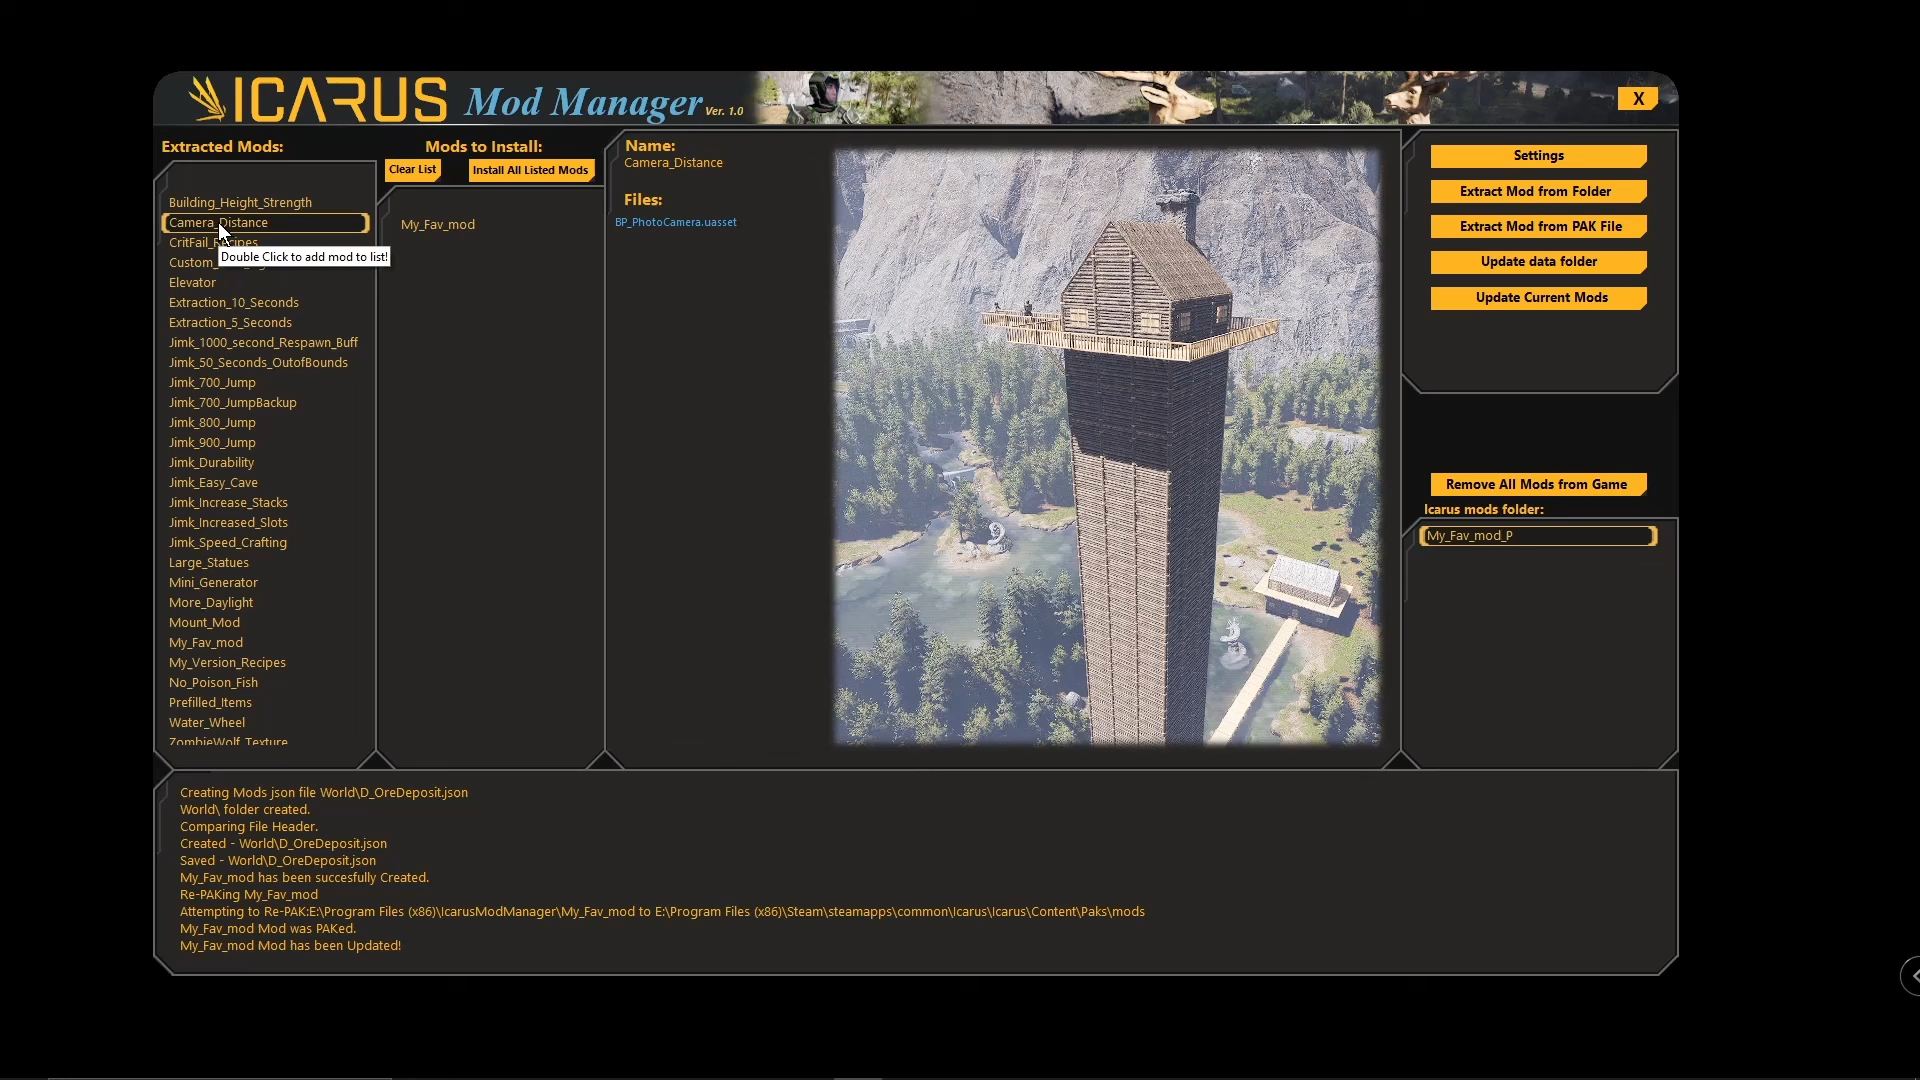 ICARUS Mod Manager Ver. 1.0
X
Extracted Mods:
Building_Height_Strength
Camera_Distance
CritFail_Recipes
Custom_
Double Click to add mod to list!
Elevator
Extraction_10_Seconds
Extraction_5_Seconds
Jimk_1000_second_Respawn_Buff
Jimk_50_Seconds_OutofBounds
Jimk_700_Jump
Jimk_700_JumpBackup
Jimk_800_Jump
Jimk_900_Jump
Jimk_Durability
Jimk_Easy_Cave
Jimk_Increase_Stacks
Jimk_Increased_Slots
Jimk_Speed_Crafting
Large_Statues
Mini_Generator
More_Daylight
Mount_Mod
My_Fav_mod
My_Version_Recipes
No_Poison_Fish
Prefilled_Items
Water_Wheel
ZombieWolf_Texture
Mods to Install:
Clear List
Install All Listed Mods
My_Fav_mod
Name:
Camera_Distance
Files:
BP_PhotoCamera.uasset
Settings
Extract Mod from Folder
Extract Mod from PAK File
Update data folder
Update Current Mods
Remove All Mods from Game
Icarus mods folder:
My_Fav_mod_P
Creating Mods json file World\D_OreDeposit.json
World\ folder created.
Comparing File Header.
Created - World\D_OreDeposit.json
Saved - World\D_OreDeposit.json
My_Fav_mod has been succesfully Created.
Re-PAKing My_Fav_mod
Attempting to Re-PAK:E:\Program Files (x86)\IcarusModManager\My_Fav_mod to E:\Program Files (x86)\Steam\steamapps\common\Icarus\Icarus\Content\Paks\mods
My_Fav_mod Mod was PAKed.
My_Fav_mod Mod has been Updated!